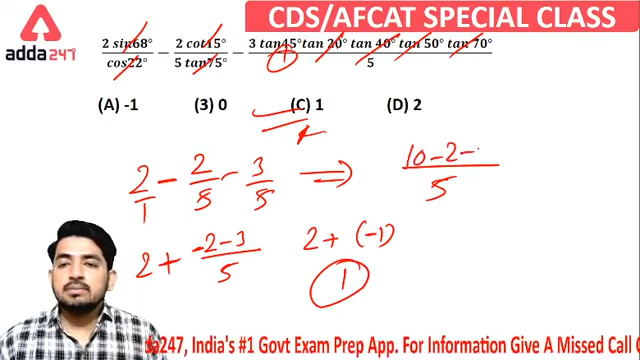 CDS/AFCAT SPECIAL CLASS
adda247
2 sin68° / cos22° − 2 cot15° / 5 tan75° − 3 tan45° tan 20° tan 40° tan 50° tan 70° / 5
1
(A) -1 (3) 0 (C) 1 (D) 2
2/1 − 2/5 − 3/5 ⇒ 10-2-/5
2 + -2-3/5 2 + (-1)
1
da247, India's #1 Govt Exam Prep App. For Information Give A Missed Call